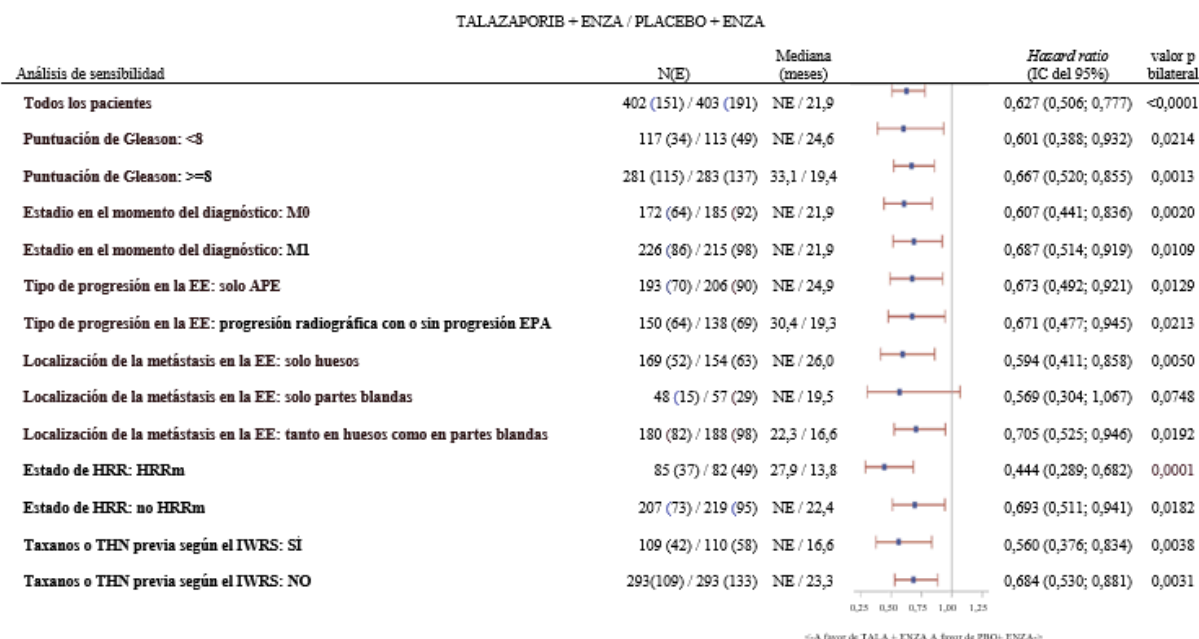 TALAZAPORIB + ENZA / PLACEBO + ENZA
Mediana Hazard ratio valor p
Análisis de sensibilidad N(E) (meses) (IC del 95%) bilateral
Todos los pacientes 402 (151) / 403 (191) NE / 21,9 0,627 (0,506; 0,777) <0,0001
Puntuación de Gleason: <8 117 (34) / 113 (49) NE / 24,6 0,601 (0,388; 0,932) 0,0214
Puntuación de Gleason: >=8 281 (115) / 283 (137) 33,1 / 19,4 0,667 (0,520; 0,855) 0,0013
Estadio en el momento del diagnóstico: M0 172 (64) / 185 (92) NE / 21,9 0,607 (0,441; 0,836) 0,0020
Estadio en el momento del diagnóstico: M1 226 (86) / 215 (98) NE / 21,9 0,687 (0,514; 0,919) 0,0109
Tipo de progresión en la EE: solo APE 193 (70) / 206 (90) NE / 24,9 0,673 (0,492; 0,921) 0,0129
Tipo de progresión en la EE: progresión radiográfica con o sin progresión EPA 150 (64) / 138 (69) 30,4 / 19,3 0,671 (0,477; 0,945) 0,0213
Localización de la metástasis en la EE: solo huesos 169 (52) / 154 (63) NE / 26,0 0,594 (0,411; 0,858) 0,0050
Localización de la metástasis en la EE: solo partes blandas 48 (15) / 57 (29) NE / 19,5 0,569 (0,304; 1,067) 0,0748
Localización de la metástasis en la EE: tanto en huesos como en partes blandas 180 (82) / 188 (98) 22,3 / 16,6 0,705 (0,525; 0,946) 0,0192
Estado de HRR: HRRm 85 (37) / 82 (49) 27,9 / 13,8 0,444 (0,289; 0,682) 0,0001
Estado de HRR: no HRRm 207 (73) / 219 (95) NE / 22,4 0,693 (0,511; 0,941) 0,0182
Taxanos o THN previa según el IWRS: SÍ 109 (42) / 110 (58) NE / 16,6 0,560 (0,376; 0,834) 0,0038
Taxanos o THN previa según el IWRS: NO 293(109) / 293 (133) NE / 23,3 0,684 (0,530; 0,881) 0,0031
0,25 0,50 0,75 1,00 1,25
<-A favor de TALA + ENZA A favor de PBO+ ENZA->